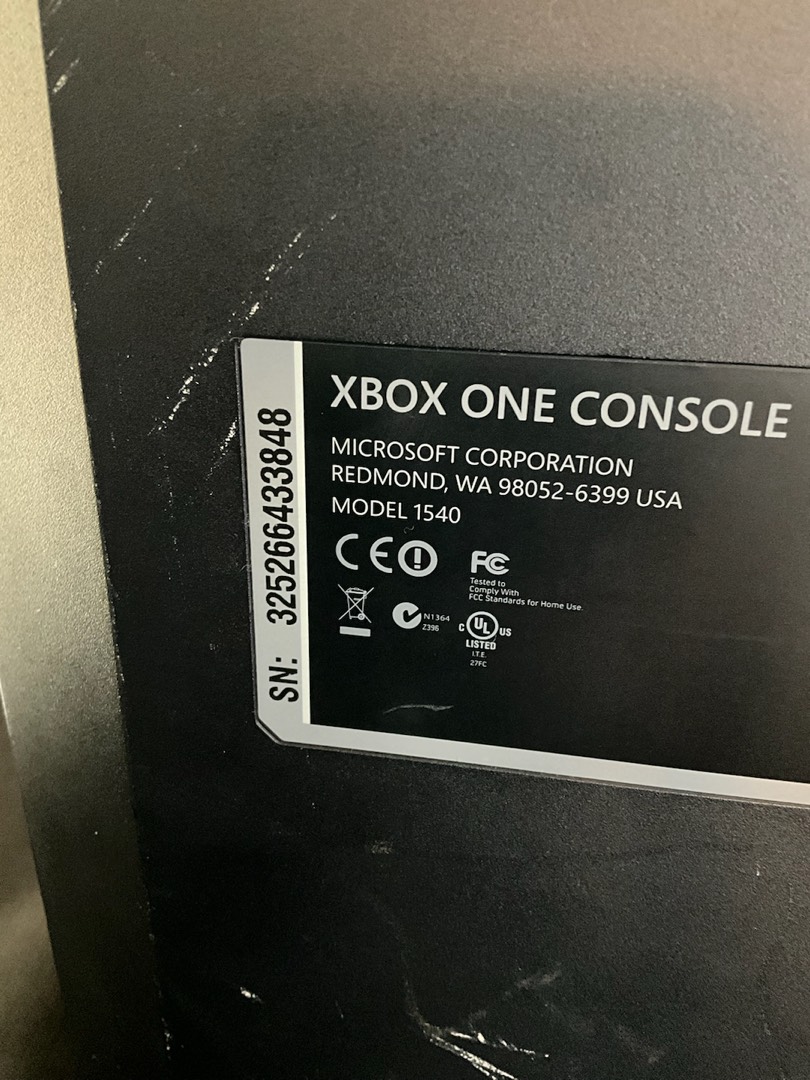 XBOX ONE CONSOLE
MICROSOFT CORPORATION
REDMOND, WA 98052-6399 USA
MODEL 1540
CE
FC
Tested to
Comply With
FCC Standards for Home Use.
N1364
Z398
C UL US
LISTED
I.T.E.
27FC
SN: 325266433848